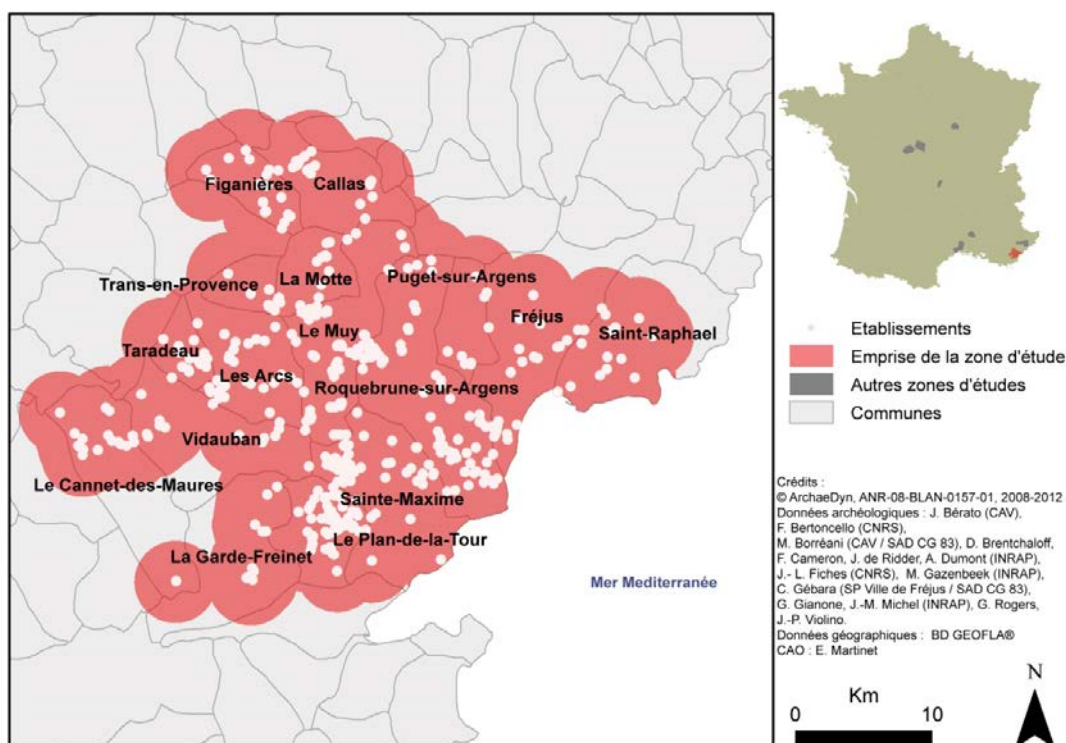 Figanières
Callas
Trans-en-Provence
La Motte
Puget-sur-Argens
Fréjus
Saint-Raphael
Le Muy
Taradeau
Les Arcs
Roquebrune-sur-Argens
Vidauban
Le Cannet-des-Maures
Sainte-Maxime
Le Plan-de-la-Tour
La Garde-Freinet
Mer Mediterranée
Etablissements
Emprise de la zone d'étude
Autres zones d'études
Communes
Crédits :
© ArchaeDyn, ANR-08-BLAN-0157-01, 2008-2012
Données archéologiques : J. Bérato (CAV),
F. Bertoncello (CNRS),
M. Borréani (CAV / SAD CG 83), D. Brentchaloff,
F. Cameron, J. de Ridder, A. Dumont (INRAP),
J.- L. Fiches (CNRS), M. Gazenbeek (INRAP),
C. Gébara (SP Ville de Fréjus / SAD CG 83),
G. Gianone, J.-M. Michel (INRAP), G. Rogers,
J.-P. Violino.
Données géographiques : BD GEOFLA®
CAO : E. Martinet
Km
0 10
N